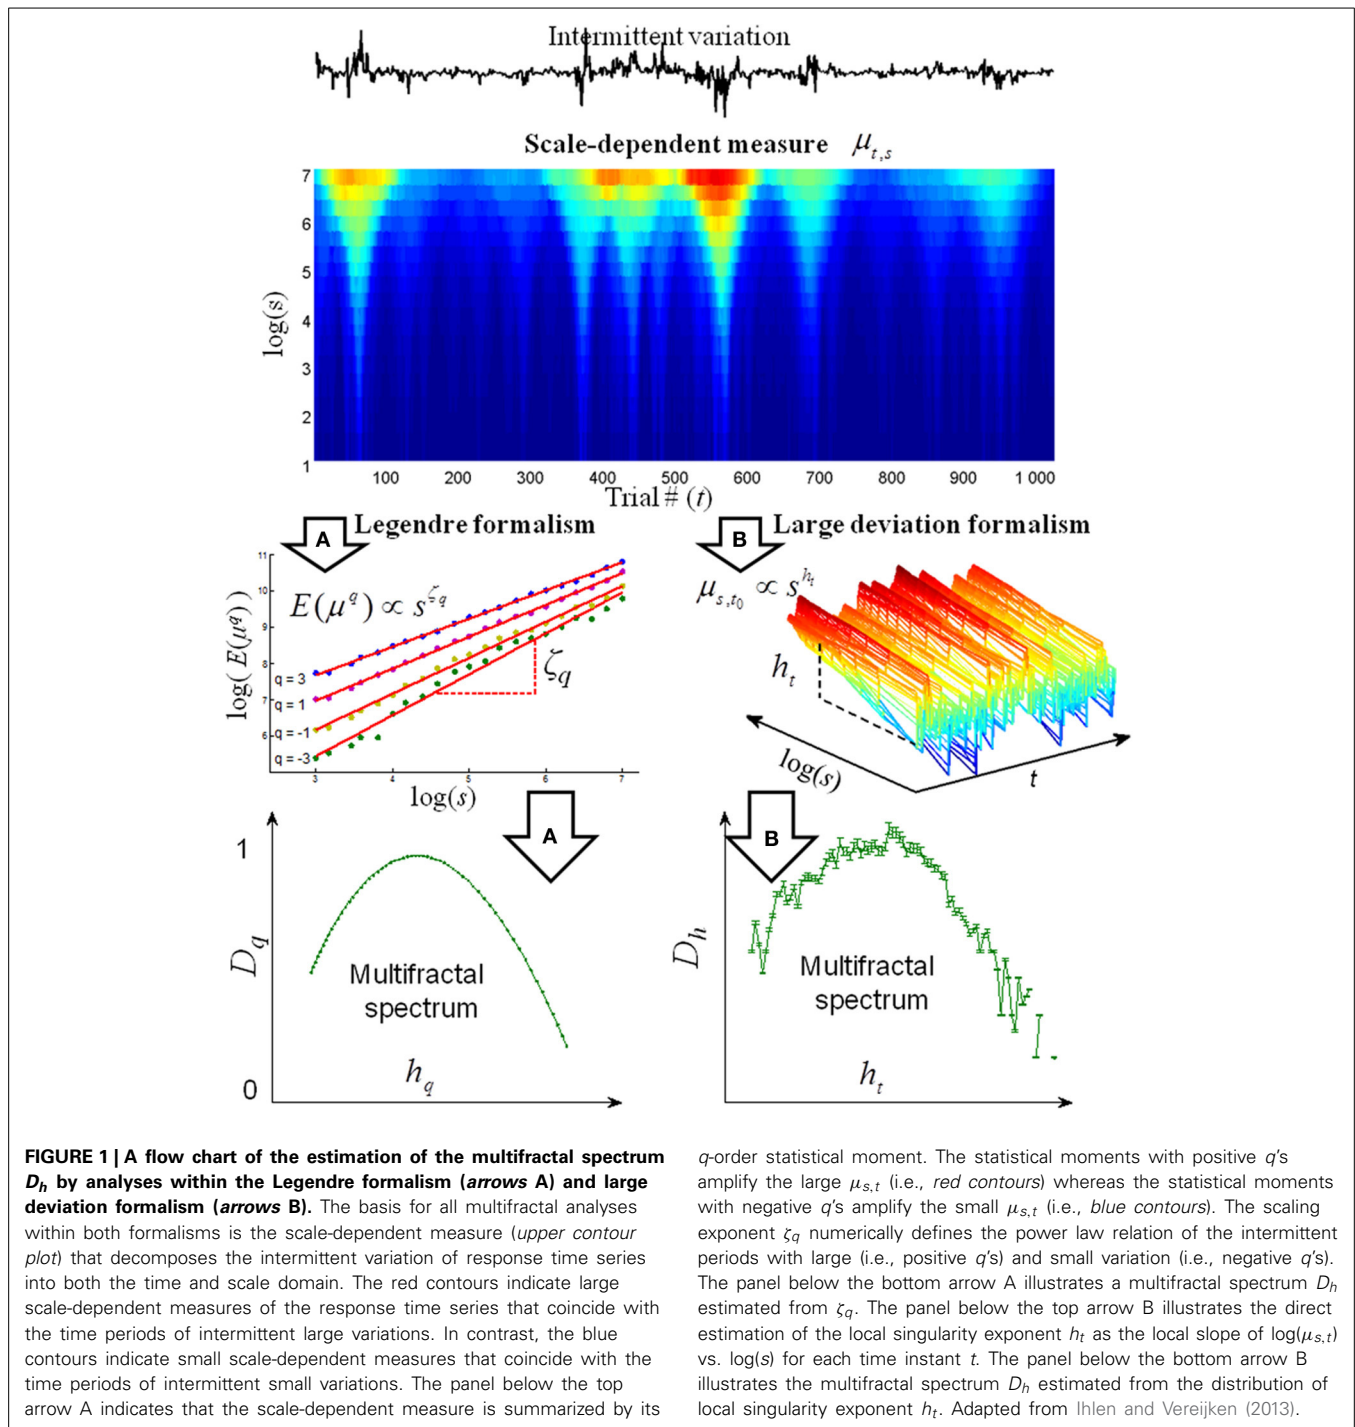 Intermittent variation
Scale-dependent measure μt,s
7
6
5
4
3
2
1
log(s)
100 200 300 400 500 600 700 800 900 1 000
Trial # (t)
A
Legendre formalism
B
Large deviation formalism
11
10
9
8
7
6
log( E(μ^q) )
E(μ^q) ∝ s^ζq
ζq
q = 3
q = 1
q = -1
q = -3
3 4 5 6 7
log(s)
μs,t0 ∝ s^ht
ht
log(s)
t
A
B
1
Dq
0
Multifractal
spectrum
hq
Dh
Multifractal
spectrum
ht
FIGURE 1 | A flow chart of the estimation of the multifractal spectrum
Dh by analyses within the Legendre formalism (arrows A) and large
deviation formalism (arrows B). The basis for all multifractal analyses
within both formalisms is the scale-dependent measure (upper contour
plot) that decomposes the intermittent variation of response time series
into both the time and scale domain. The red contours indicate large
scale-dependent measures of the response time series that coincide with
the time periods of intermittent large variations. In contrast, the blue
contours indicate small scale-dependent measures that coincide with the
time periods of intermittent small variations. The panel below the top
arrow A indicates that the scale-dependent measure is summarized by its
q-order statistical moment. The statistical moments with positive q's
amplify the large μs,t (i.e., red contours) whereas the statistical moments
with negative q's amplify the small μs,t (i.e., blue contours). The scaling
exponent ζq numerically defines the power law relation of the intermittent
periods with large (i.e., positive q's) and small variation (i.e., negative q's).
The panel below the bottom arrow A illustrates a multifractal spectrum Dh
estimated from ζq. The panel below the top arrow B illustrates the direct
estimation of the local singularity exponent ht as the local slope of log(μs,t)
vs. log(s) for each time instant t. The panel below the bottom arrow B
illustrates the multifractal spectrum Dh estimated from the distribution of
local singularity exponent ht. Adapted from Ihlen and Vereijken (2013).